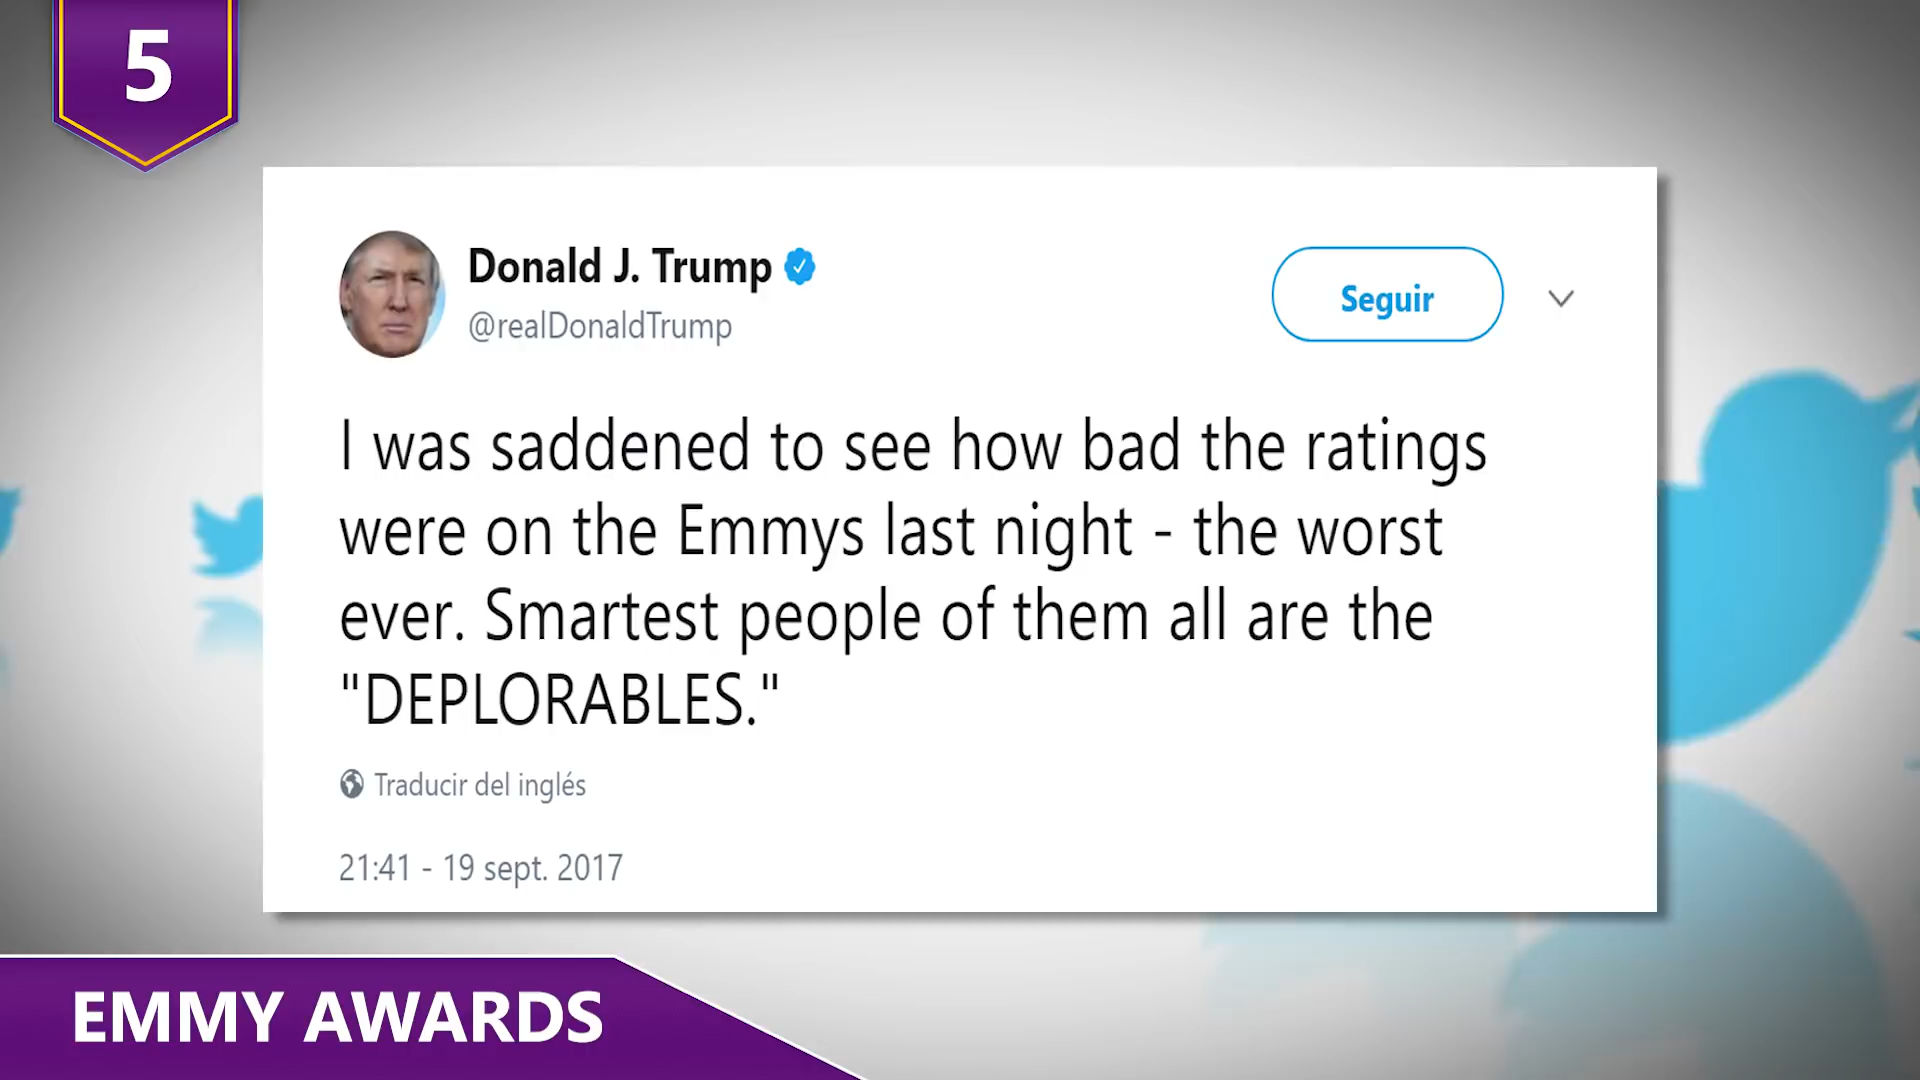 5
Donald J. Trump
@realDonaldTrump
Seguir
I was saddened to see how bad the ratings
were on the Emmys last night - the worst
ever. Smartest people of them all are the
"DEPLORABLES."
Traducir del inglés
21:41 - 19 sept. 2017
EMMY AWARDS